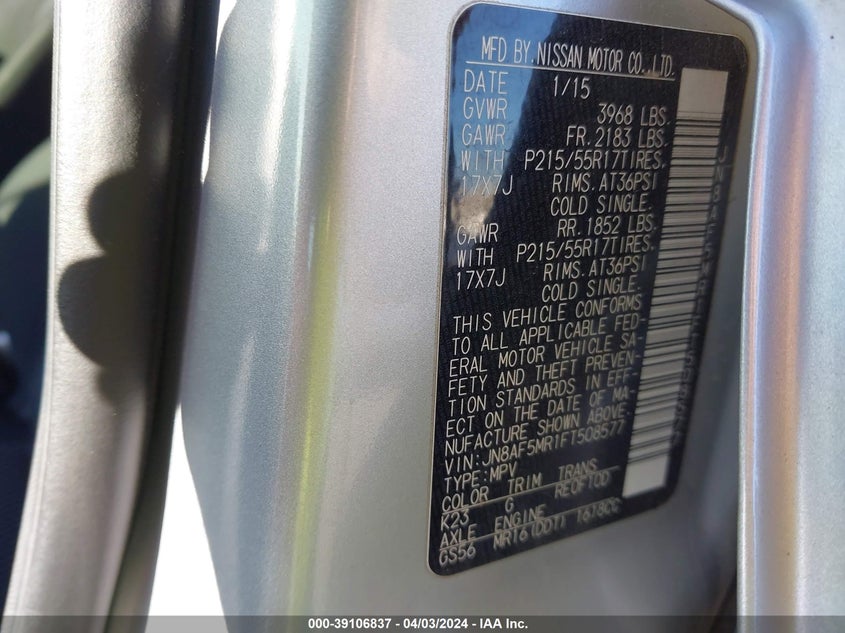 MFD BY.NISSAN MOTOR CO.,LTD.
DATE 1/15
GVWR 3968 LBS.
GAWR FR.2183 LBS.
WITH P215/55R17TIRES.
17X7J RIMS.AT36PSI
COLD SINGLE.
GAWR RR.1852 LBS.
WITH P215/55R17TIRES.
17X7J RIMS.AT36PSI
COLD SINGLE.
THIS VEHICLE CONFORMS
TO ALL APPLICABLE FED-
ERAL MOTOR VEHICLE SA-
FETY AND THEFT PREVEN-
TION STANDARDS IN EFF-
ECT ON THE DATE OF MA-
NUFACTURE SHOWN ABOVE.
VIN:JN8AF5MR1FT508577
TYPE:MPV
COLOR TRIM TRANS
K23 G RE0F10D
AXLE ENGINE
GS56 MR16(DDT) 1618CC
000-39106837 - 04/03/2024 - IAA Inc.